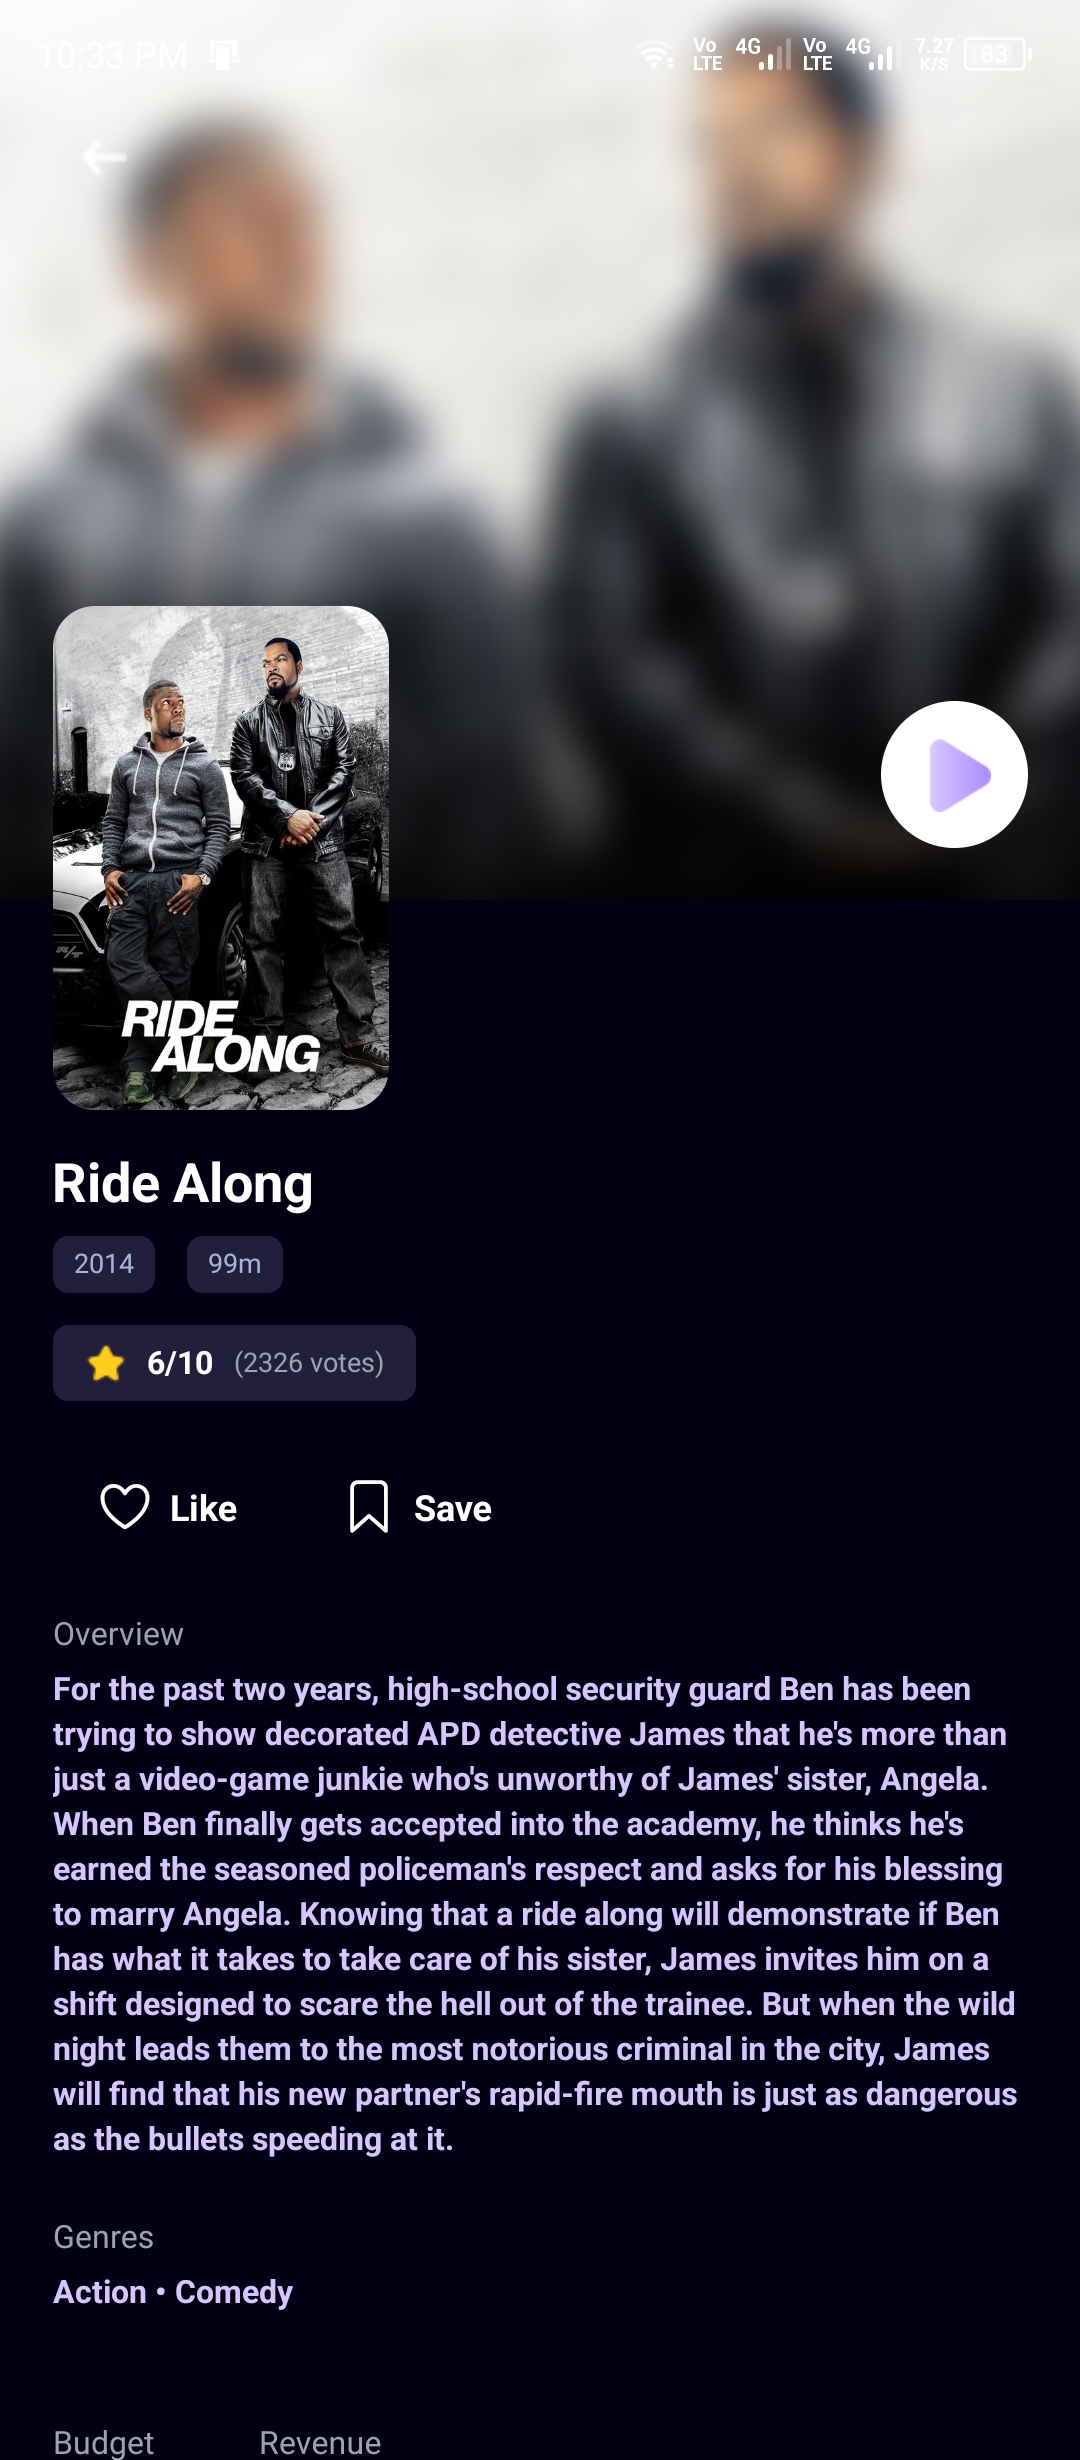 10:33 PM Vo LTE 4G Vo LTE 4G 7.27 K/S 83
R/T
RIDE
ALONG
Ride Along
2014 99m
6/10 (2326 votes)
Like Save
Overview
For the past two years, high-school security guard Ben has been
trying to show decorated APD detective James that he's more than
just a video-game junkie who's unworthy of James' sister, Angela.
When Ben finally gets accepted into the academy, he thinks he's
earned the seasoned policeman's respect and asks for his blessing
to marry Angela. Knowing that a ride along will demonstrate if Ben
has what it takes to take care of his sister, James invites him on a
shift designed to scare the hell out of the trainee. But when the wild
night leads them to the most notorious criminal in the city, James
will find that his new partner's rapid-fire mouth is just as dangerous
as the bullets speeding at it.
Genres
Action • Comedy
Budget Revenue